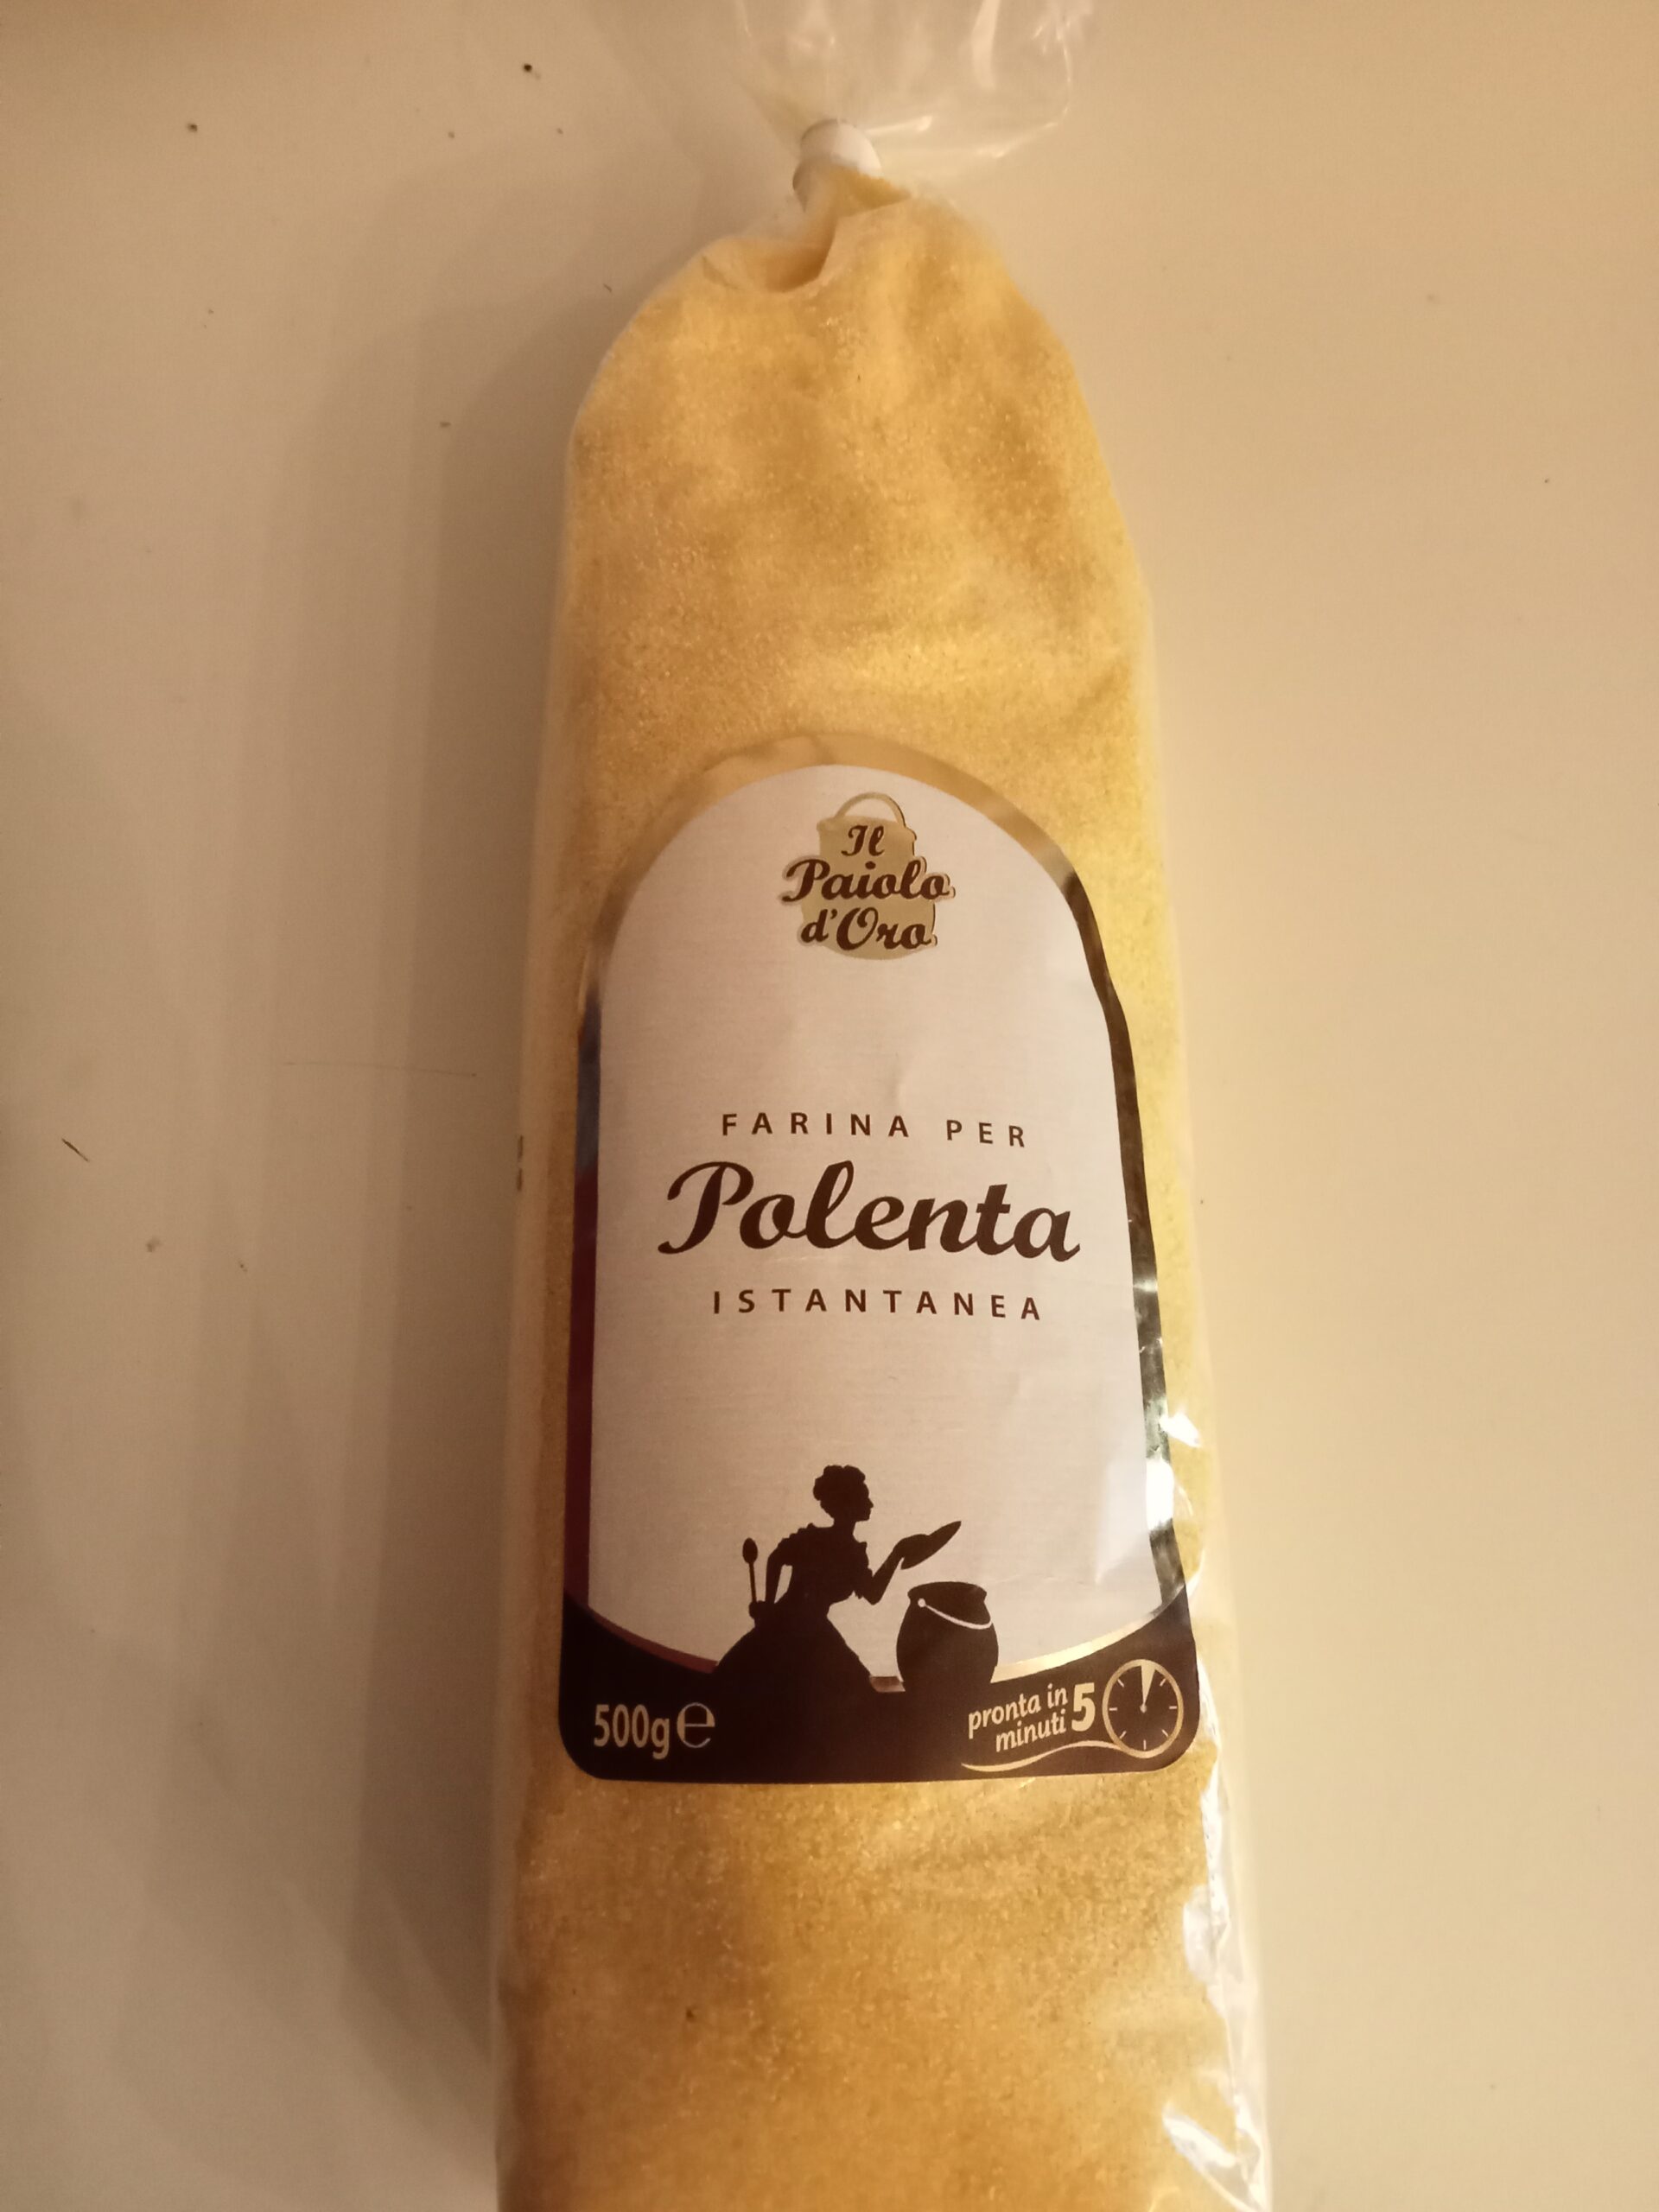 Il
Paiolo
d'Oro
FARINA PER
Polenta
ISTANTANEA
500g℮
pronta in 5
minuti